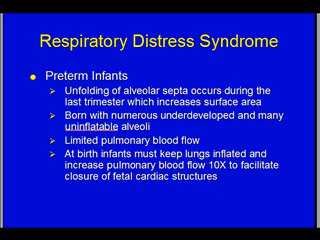 Respiratory Distress Syndrome
Preterm Infants
Unfolding of alveolar septa occurs during the
last trimester which increases surface area
Born with numerous underdeveloped and many
uninflatable alveoli
Limited pulmonary blood flow
At birth infants must keep lungs inflated and
increase pulmonary blood flow 10X to facilitate
closure of fetal cardiac structures